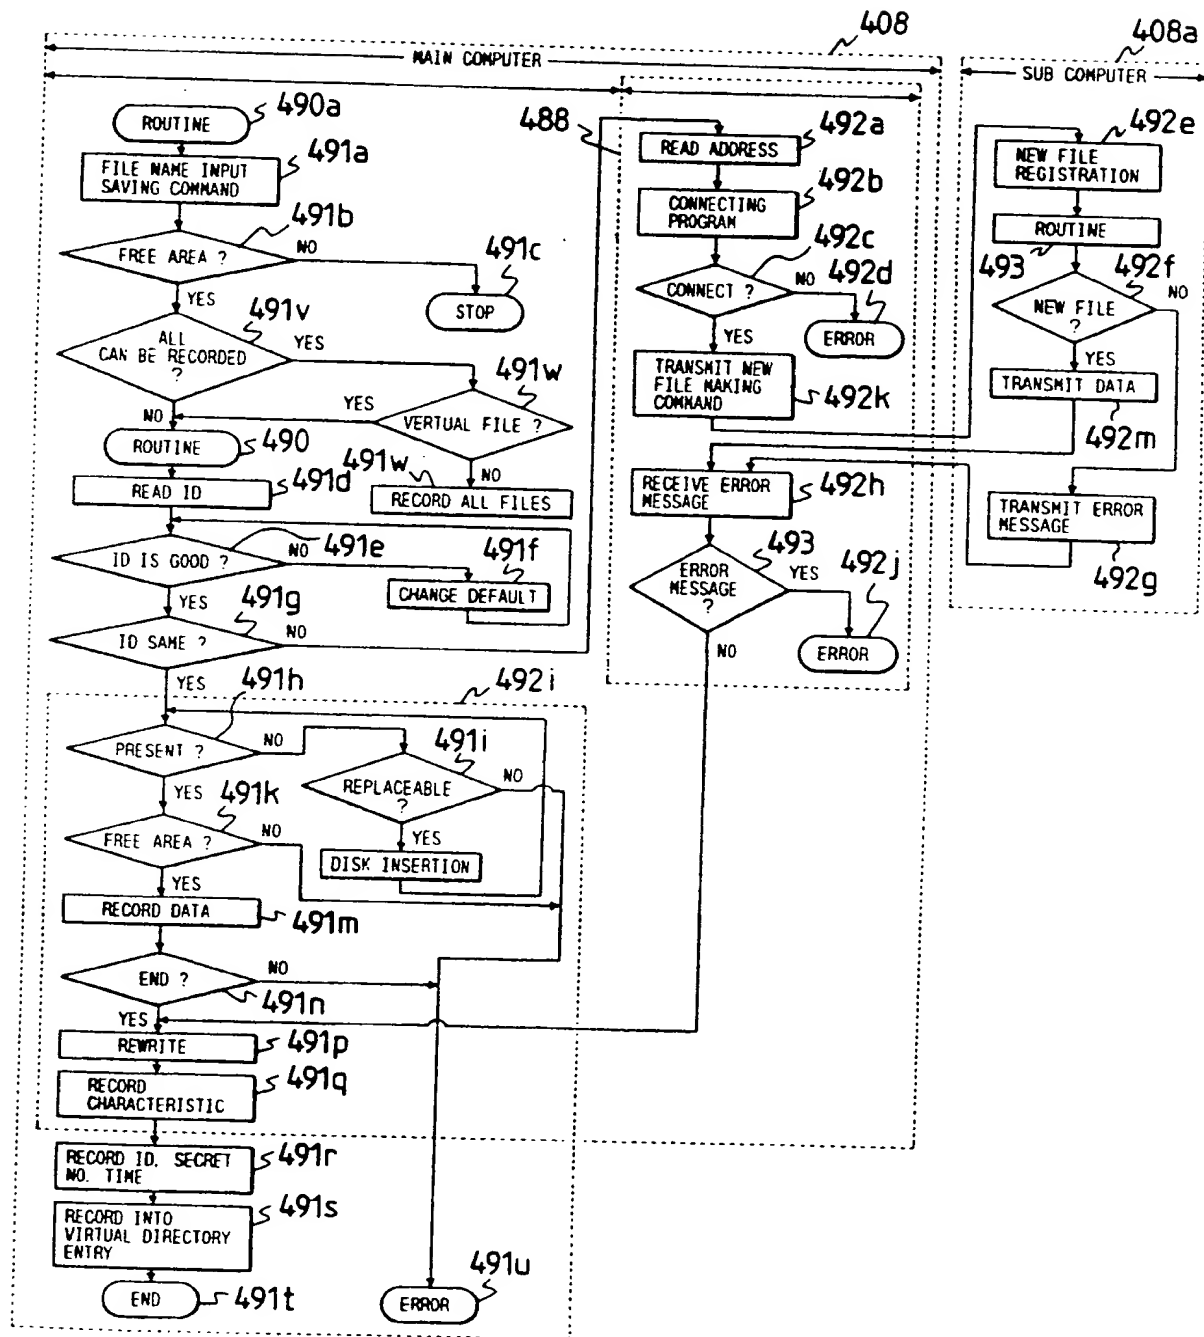 408
408a
MAIN COMPUTER
SUB COMPUTER
490a
ROUTINE
491a
FILE NAME INPUT
SAVING COMMAND
491b
FREE AREA ?
NO
491c
STOP
YES
491v
ALL
CAN BE RECORDED
?
YES
491w
VERTUAL FILE ?
YES
NO
NO
ROUTINE
490
491w
RECORD ALL FILES
READ ID
491d
ID IS GOOD ?
491e
NO
491f
CHANGE DEFAULT
YES
491g
ID SAME ?
NO
YES
488
READ ADDRESS
492a
CONNECTING
PROGRAM
492b
492c
CONNECT ?
NO
492d
ERROR
YES
TRANSMIT NEW
FILE MAKING
COMMAND
492k
RECEIVE ERROR
MESSAGE
492h
493
ERROR
MESSAGE
?
YES
492j
ERROR
NO
492e
NEW FILE
REGISTRATION
ROUTINE
493
492f
NEW FILE
?
NO
YES
TRANSMIT DATA
492m
TRANSMIT ERROR
MESSAGE
492g
492i
491h
PRESENT ?
NO
491i
REPLACEABLE
?
NO
YES
DISK INSERTION
YES
491k
FREE AREA ?
NO
YES
RECORD DATA
491m
END ?
NO
491n
YES
REWRITE
491p
RECORD
CHARACTERISTIC
491q
RECORD ID. SECRET
NO. TIME
491r
RECORD INTO
VIRTUAL DIRECTORY
ENTRY
491s
END
491t
ERROR
491u